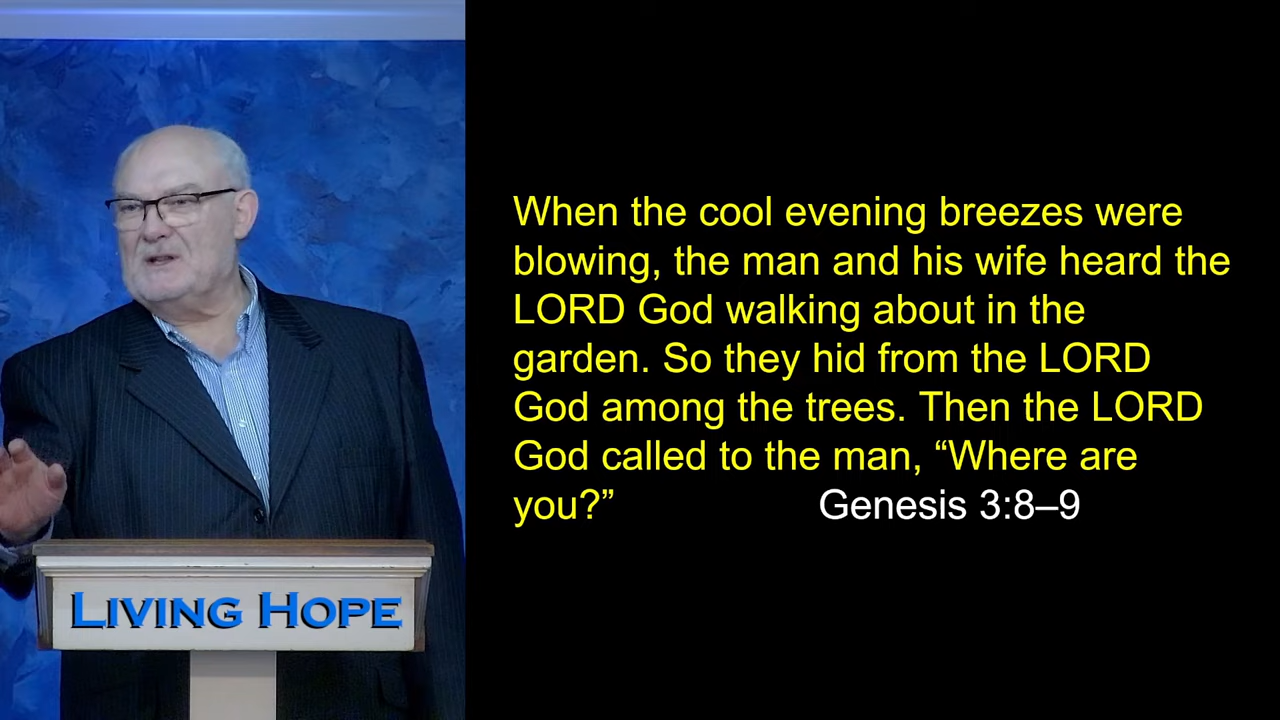 When the cool evening breezes were
blowing, the man and his wife heard the
LORD God walking about in the
garden. So they hid from the LORD
God among the trees. Then the LORD
God called to the man, “Where are
you?” Genesis 3:8–9
LIVING HOPE